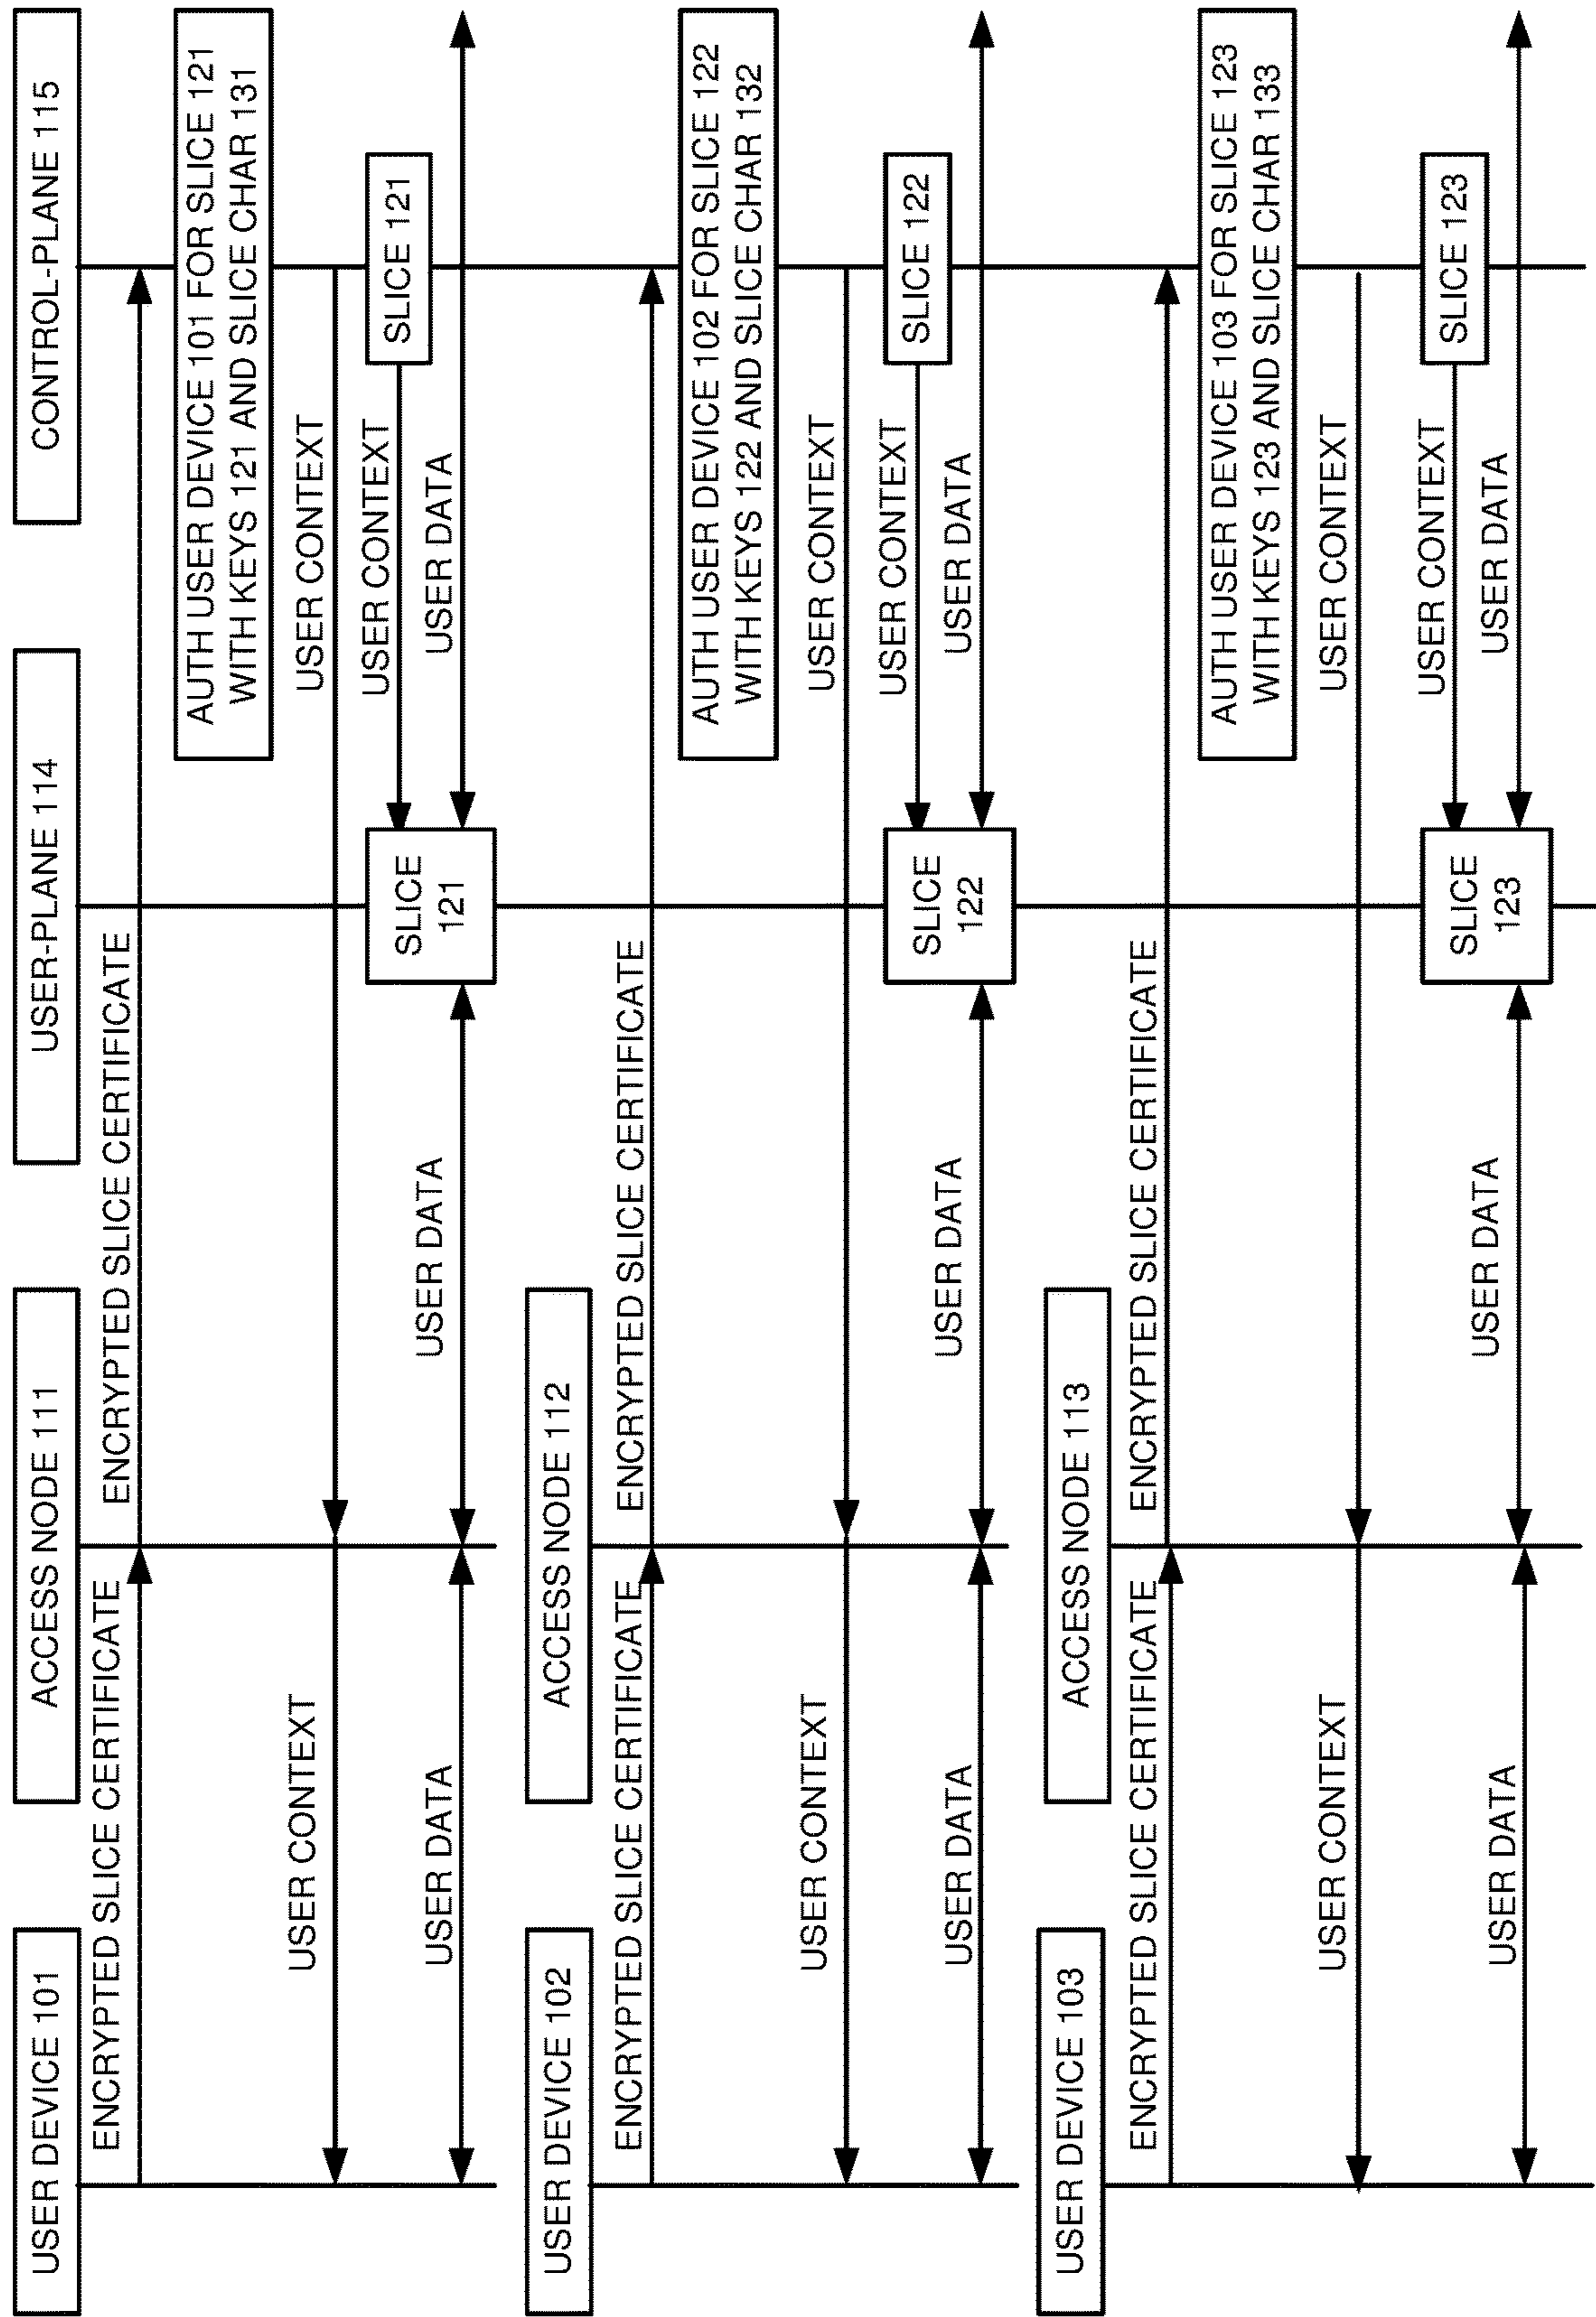 USER DEVICE 101
ACCESS NODE 111
USER-PLANE 114
CONTROL-PLANE 115
ENCRYPTED SLICE CERTIFICATE
ENCRYPTED SLICE CERTIFICATE
AUTH USER DEVICE 101 FOR SLICE 121
WITH KEYS 121 AND SLICE CHAR 131
USER CONTEXT
USER CONTEXT
USER CONTEXT
SLICE 121
SLICE
121
USER DATA
USER DATA
USER DATA
USER DEVICE 102
ACCESS NODE 112
ENCRYPTED SLICE CERTIFICATE
ENCRYPTED SLICE CERTIFICATE
AUTH USER DEVICE 102 FOR SLICE 122
WITH KEYS 122 AND SLICE CHAR 132
USER CONTEXT
USER CONTEXT
USER CONTEXT
SLICE 122
SLICE
122
USER DATA
USER DATA
USER DATA
USER DEVICE 103
ACCESS NODE 113
ENCRYPTED SLICE CERTIFICATE
ENCRYPTED SLICE CERTIFICATE
AUTH USER DEVICE 103 FOR SLICE 123
WITH KEYS 123 AND SLICE CHAR 133
USER CONTEXT
USER CONTEXT
USER CONTEXT
SLICE 123
SLICE
123
USER DATA
USER DATA
USER DATA